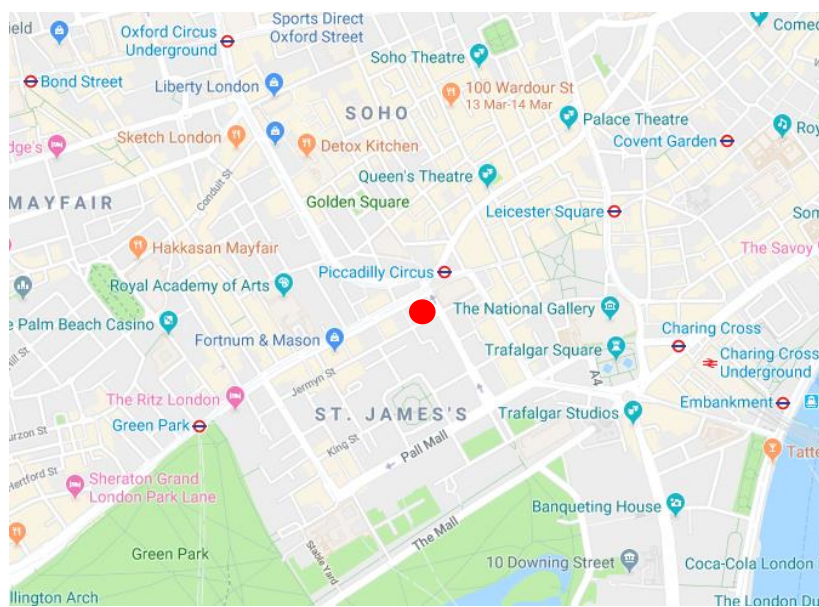 ield
Oxford Circus
Underground
Sports Direct
Oxford Street
Comed
Soho Theatre
Bond Street
Liberty London
100 Wardour St
13 Mar-14 Mar
SOHO
Palace Theatre
Roy
Sketch London
Covent Garden
dge's
Detox Kitchen
Conduit St
Queen's Theatre
MAYFAIR
Golden Square
Leicester Square
Som
Hakkasan Mayfair
The Savoy
Piccadilly Circus
Royal Academy of Arts
The National Gallery
e Palm Beach Casino
Fortnum & Mason
Charing Cross
Trafalgar Square
Charing Cross
Underground
ill St
Jermyn St
A4
The Ritz London
Embankment
ST. JAMES'S
Trafalgar Studios
Green Park
urzon St
King St
Pall Mall
Tatte
Hertford St
Sheraton Grand
London Park Lane
Banqueting House
The Mall
Stable Yard
Green Park
10 Downing Street
Coca-Cola London
llington Arch
The London Du